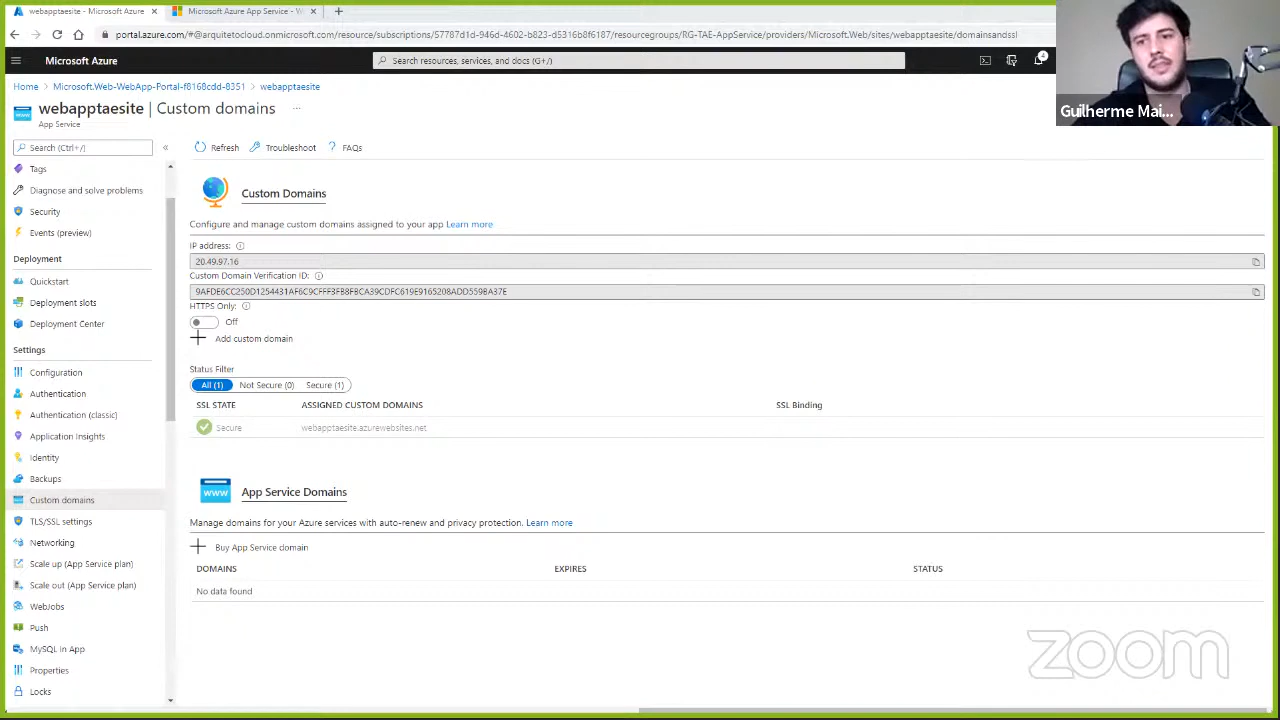 webapptaesite - Microsoft Azure
Microsoft Azure App Service - W
portal.azure.com/#@arquitetocloud.onmicrosoft.com/resource/subscriptions/57787cb1-946d-4602-b823-d5316b8f6187/resourcegroups/RG-TAE-AppService/providers/Microsoft.Web/sites/webapptaesite/domainsandssl
Microsoft Azure
Search resources, services, and docs (G+/)
4
Guilherme Mai...
Home > Microsoft.Web-WebApp-Portal-f8168cdd-8351 > webapptaesite
webapptaesite | Custom domains ...
App Service
Search (Ctrl+/)
Refresh Troubleshoot FAQs
Tags
Diagnose and solve problems
Security
Events (preview)
Deployment
Quickstart
Deployment slots
Deployment Center
Settings
Configuration
Authentication
Authentication (classic)
Application Insights
Identity
Backups
Custom domains
TLS/SSL settings
Networking
Scale up (App Service plan)
Scale out (App Service plan)
WebJobs
Push
MySQL In App
Properties
Locks
Custom Domains
Configure and manage custom domains assigned to your app Learn more
IP address:
20.49.97.16
Custom Domain Verification ID:
9AFDE6CC250D1254431AF6C9CFFF3FB8FBCA39CDFC619E9165208ADD559BA37E
HTTPS Only:
Off
Add custom domain
Status Filter
All (1) Not Secure (0) Secure (1)
SSL STATE ASSIGNED CUSTOM DOMAINS SSL Binding
Secure webapptaesite.azurewebsites.net
www App Service Domains
Manage domains for your Azure services with auto-renew and privacy protection. Learn more
Buy App Service domain
DOMAINS EXPIRES STATUS
No data found
zoom